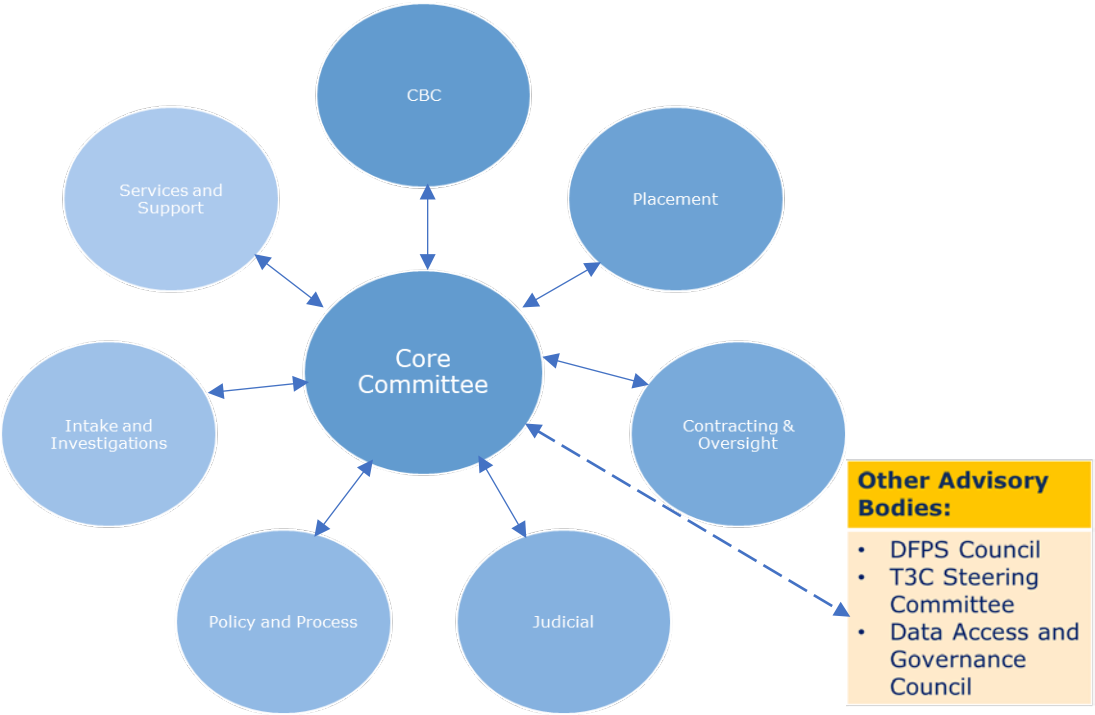 CBC
Services and
Support
Placement
Core
Committee
Intake and
Investigations
Contracting &
Oversight
Policy and Process
Judicial
Other Advisory
Bodies:
• DFPS Council
• T3C Steering
Committee
• Data Access and
Governance
Council